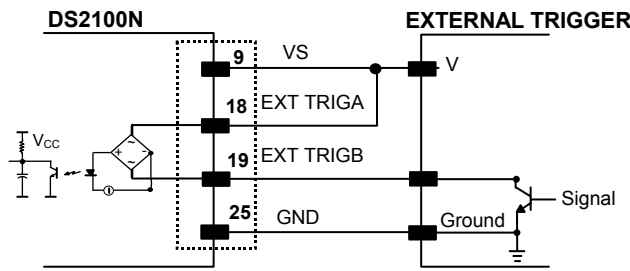 DS2100N
EXTERNAL TRIGGER
9
VS
V
18
EXT TRIGA
VCC
+
-
~
~
19
EXT TRIGB
Signal
25
GND
Ground